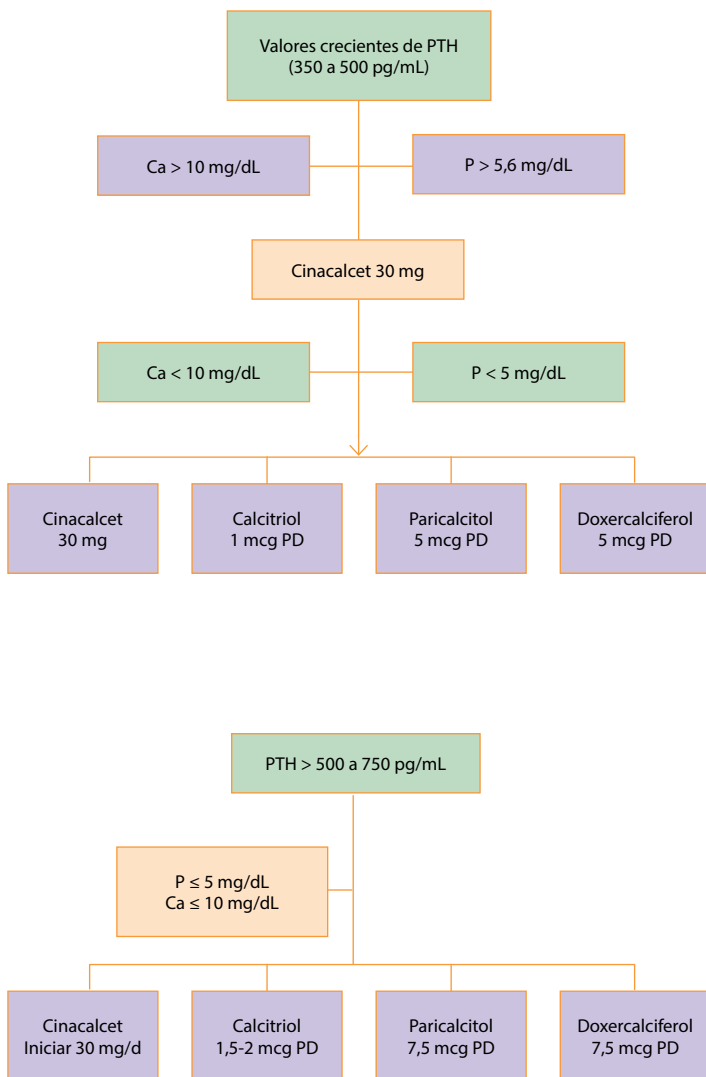 Valores crecientes de PTH
(350 a 500 pg/mL)
Ca > 10 mg/dL
P > 5,6 mg/dL
Cinacalcet 30 mg
Ca < 10 mg/dL
P < 5 mg/dL
Cinacalcet
30 mg
Calcitriol
1 mcg PD
Paricalcitol
5 mcg PD
Doxercalciferol
5 mcg PD
PTH > 500 a 750 pg/mL
P ≤ 5 mg/dL
Ca ≤ 10 mg/dL
Cinacalcet
Iniciar 30 mg/d
Calcitriol
1,5-2 mcg PD
Paricalcitol
7,5 mcg PD
Doxercalciferol
7,5 mcg PD